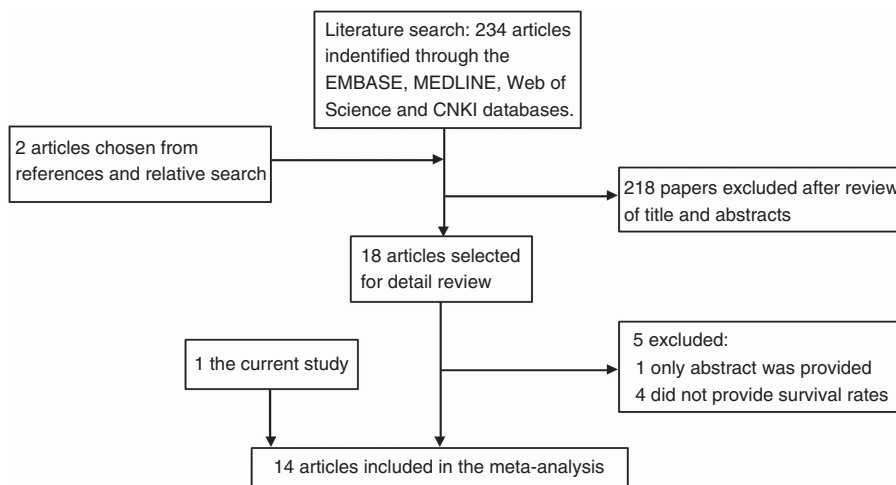 Literature search: 234 articles
indentified through the
EMBASE, MEDLINE, Web of
Science and CNKI databases.
2 articles chosen from
references and relative search
218 papers excluded after review
of title and abstracts
18 articles selected
for detail review
5 excluded:
1 only abstract was provided
4 did not provide survival rates
1 the current study
14 articles included in the meta-analysis